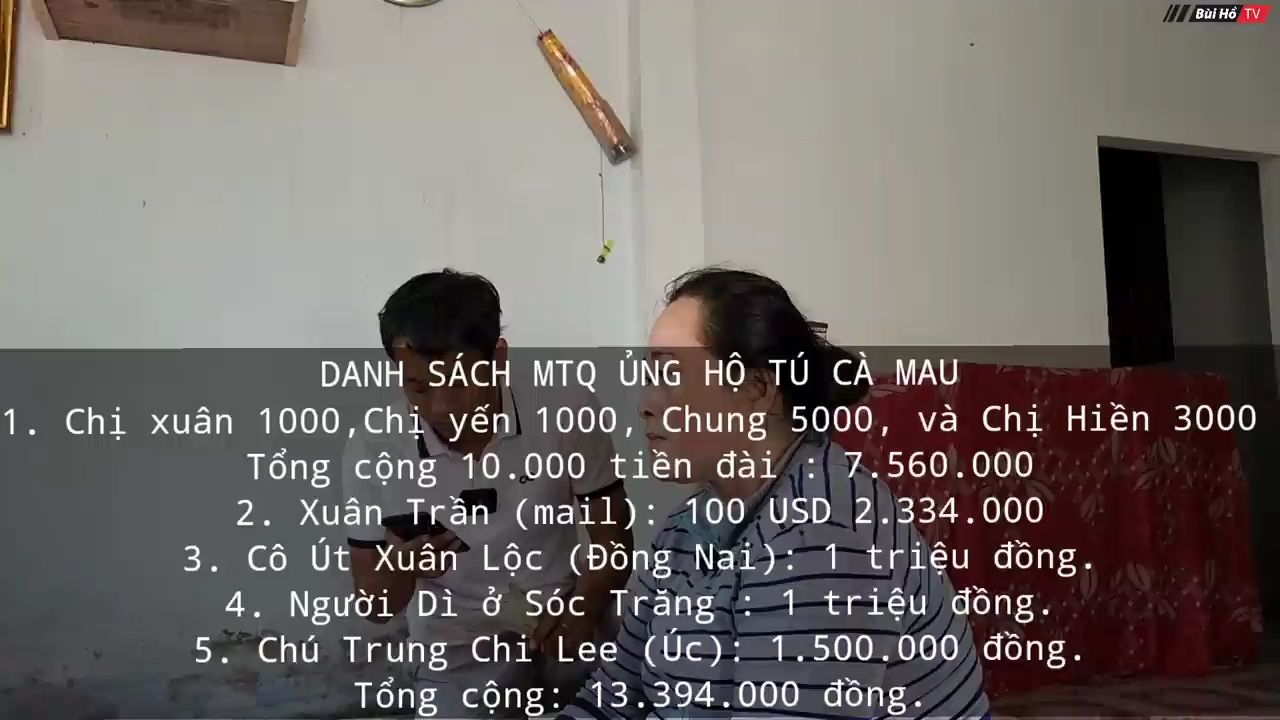 Bùi Hồ TV
DANH SÁCH MTQ ỦNG HỘ TÚ CÀ MAU
1. Chị xuân 1000,Chị yến 1000, Chung 5000, và Chị Hiền 3000
Tổng cộng 10.000 tiền đài : 7.560.000
2. Xuân Trần (mail): 100 USD 2.334.000
3. Cô Út Xuân Lộc (Đồng Nai): 1 triệu đồng.
4. Người Dì ở Sóc Trăng : 1 triệu đồng.
5. Chú Trung Chi Lee (Úc): 1.500.000 đồng.
Tổng cộng: 13.394.000 đồng.